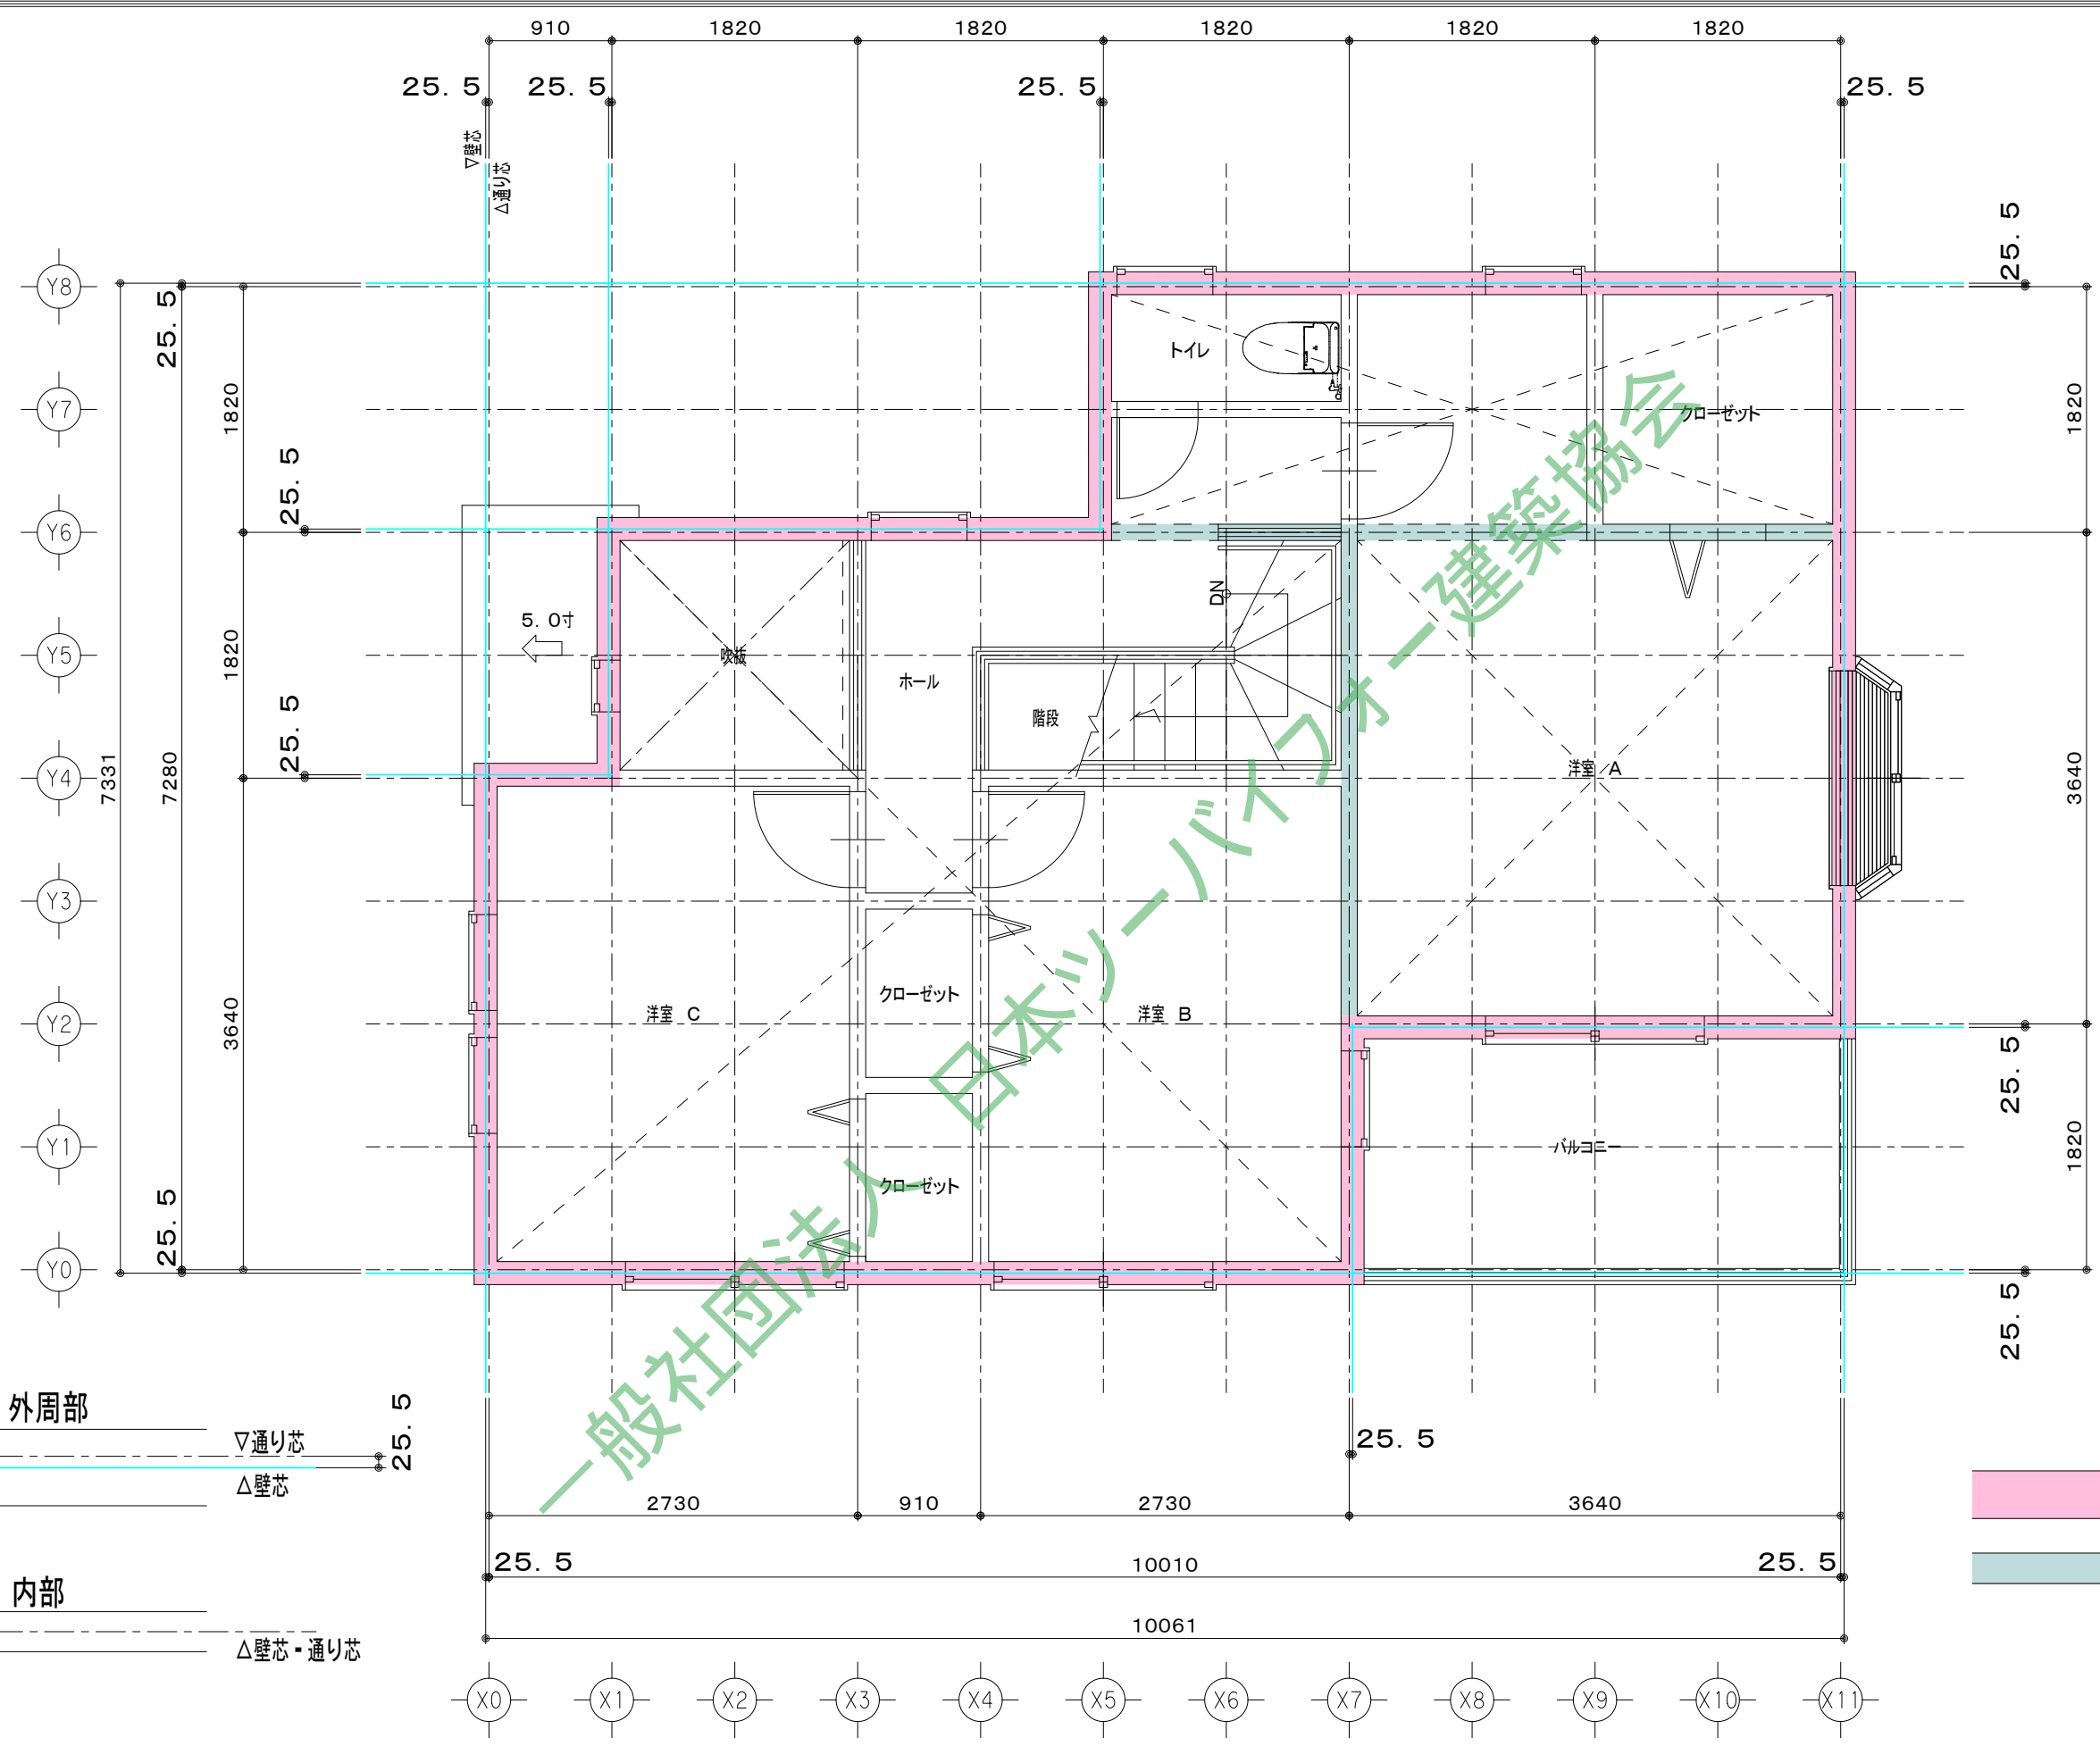 910 1820 1820 1820 1820 1820
25. 5 25. 5 25. 5 25. 5
▽壁芯
△通り芯
25. 5
Y8
25. 5
トイレ
1820
1820
Y7
クローゼット
25. 5
Y6
DN
5. 0寸
Y5
吹抜
1820
ホール
階段
25. 5
洋室 A
Y4
7331
7280
3640
Y3
クローゼット
洋室 C
洋室 B
Y2
3640
25. 5
Y1
バルコニー
1820
クローゼット
25. 5
Y0
25. 5
一般社団法人 日本ツーバイフォー建築協会
外周部
▽通り芯
25. 5
△壁芯
25. 5
2730 910 2730 3640
25. 5 10010 25. 5
内部
10061
△壁芯・通り芯
X0 X1 X2 X3 X4 X5 X6 X7 X8 X9 X10 X11